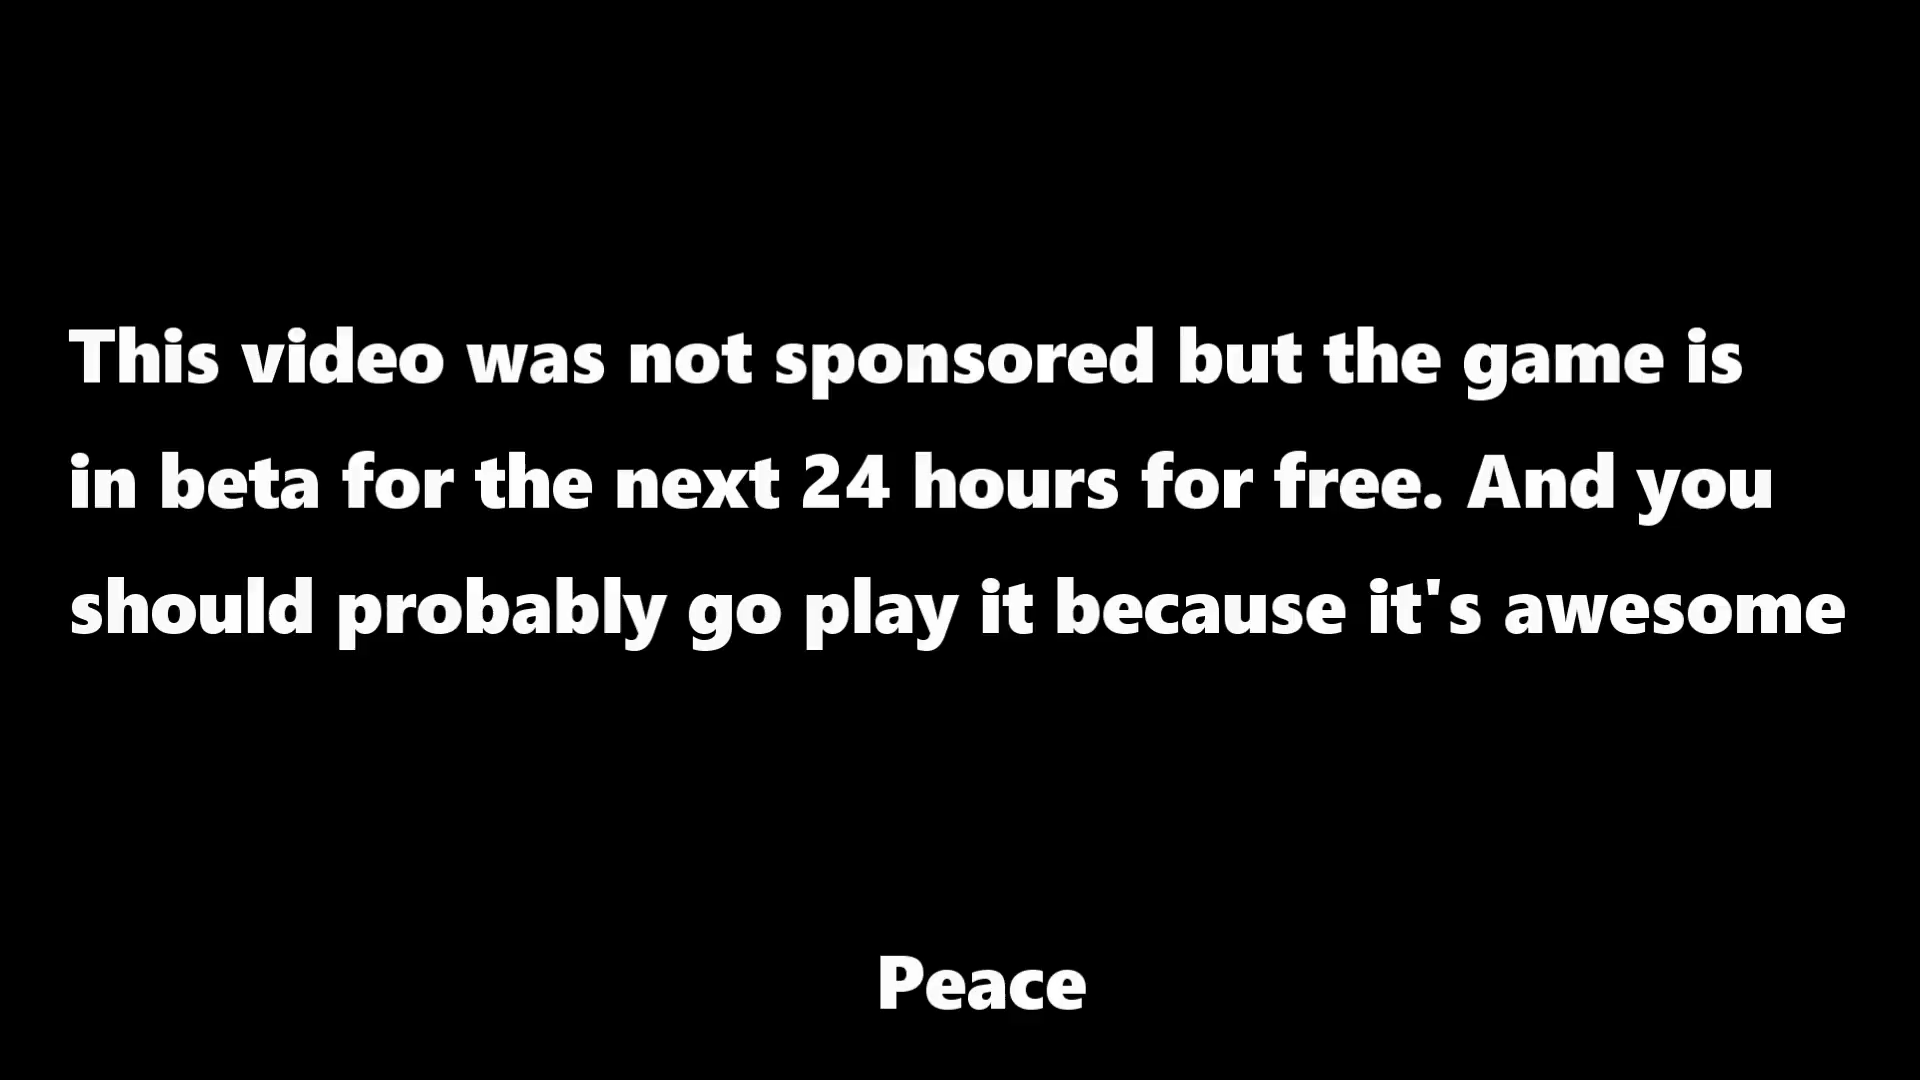 This video was not sponsored but the game is
in beta for the next 24 hours for free. And you
should probably go play it because it's awesome
Peace